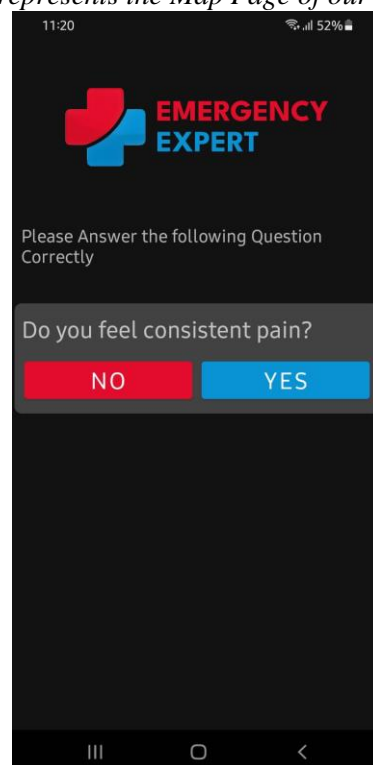 represents the Map Page of our
11:20 52%
EMERGENCY
EXPERT
Please Answer the following Question
Correctly
Do you feel consistent pain?
NO YES